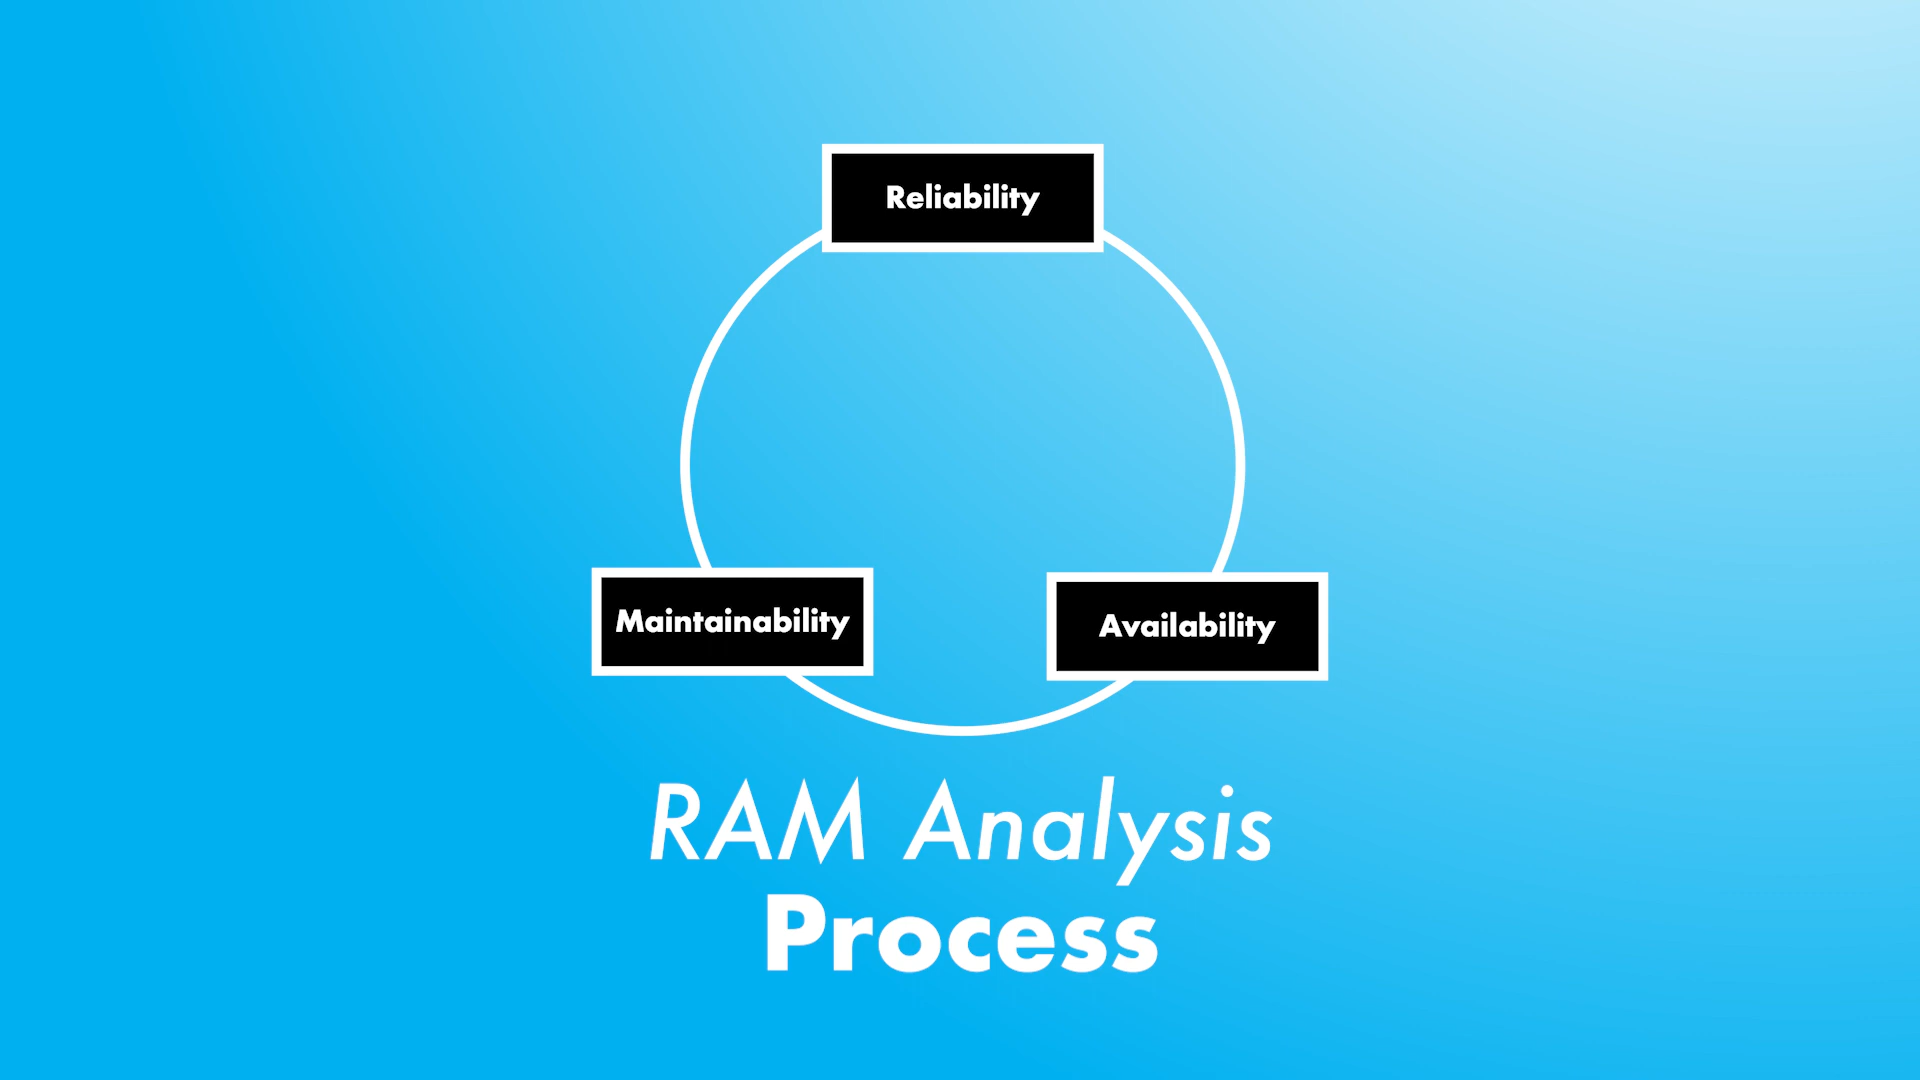 Reliability
Maintainability
Availability
RAM Analysis
Process